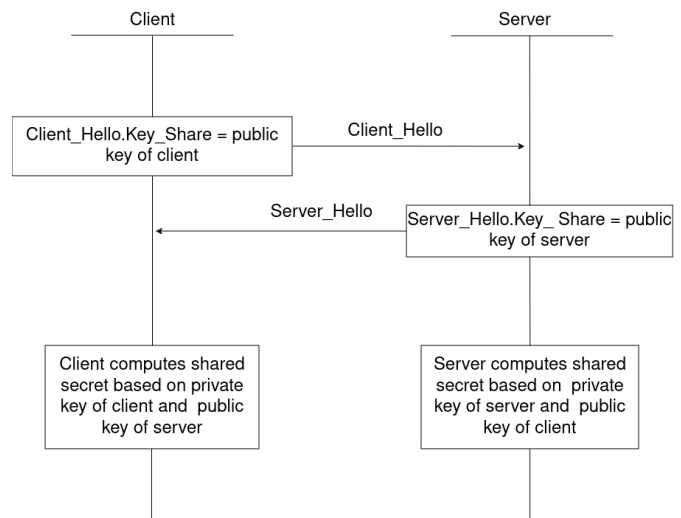 Client
Server
Client_Hello.Key_Share = public
key of client
Client_Hello
Server_Hello
Server_Hello.Key_ Share = public
key of server
Client computes shared
secret based on private
key of client and  public
key of server
Server computes shared
secret based on  private
key of server and  public
key of client